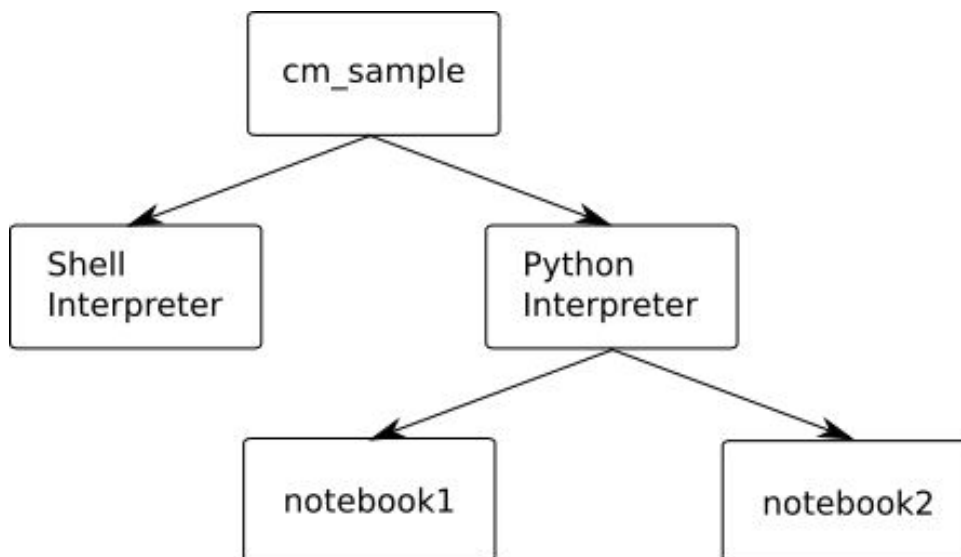 cm_sample
Shell
Interpreter
Python
Interpreter
notebook1
notebook2